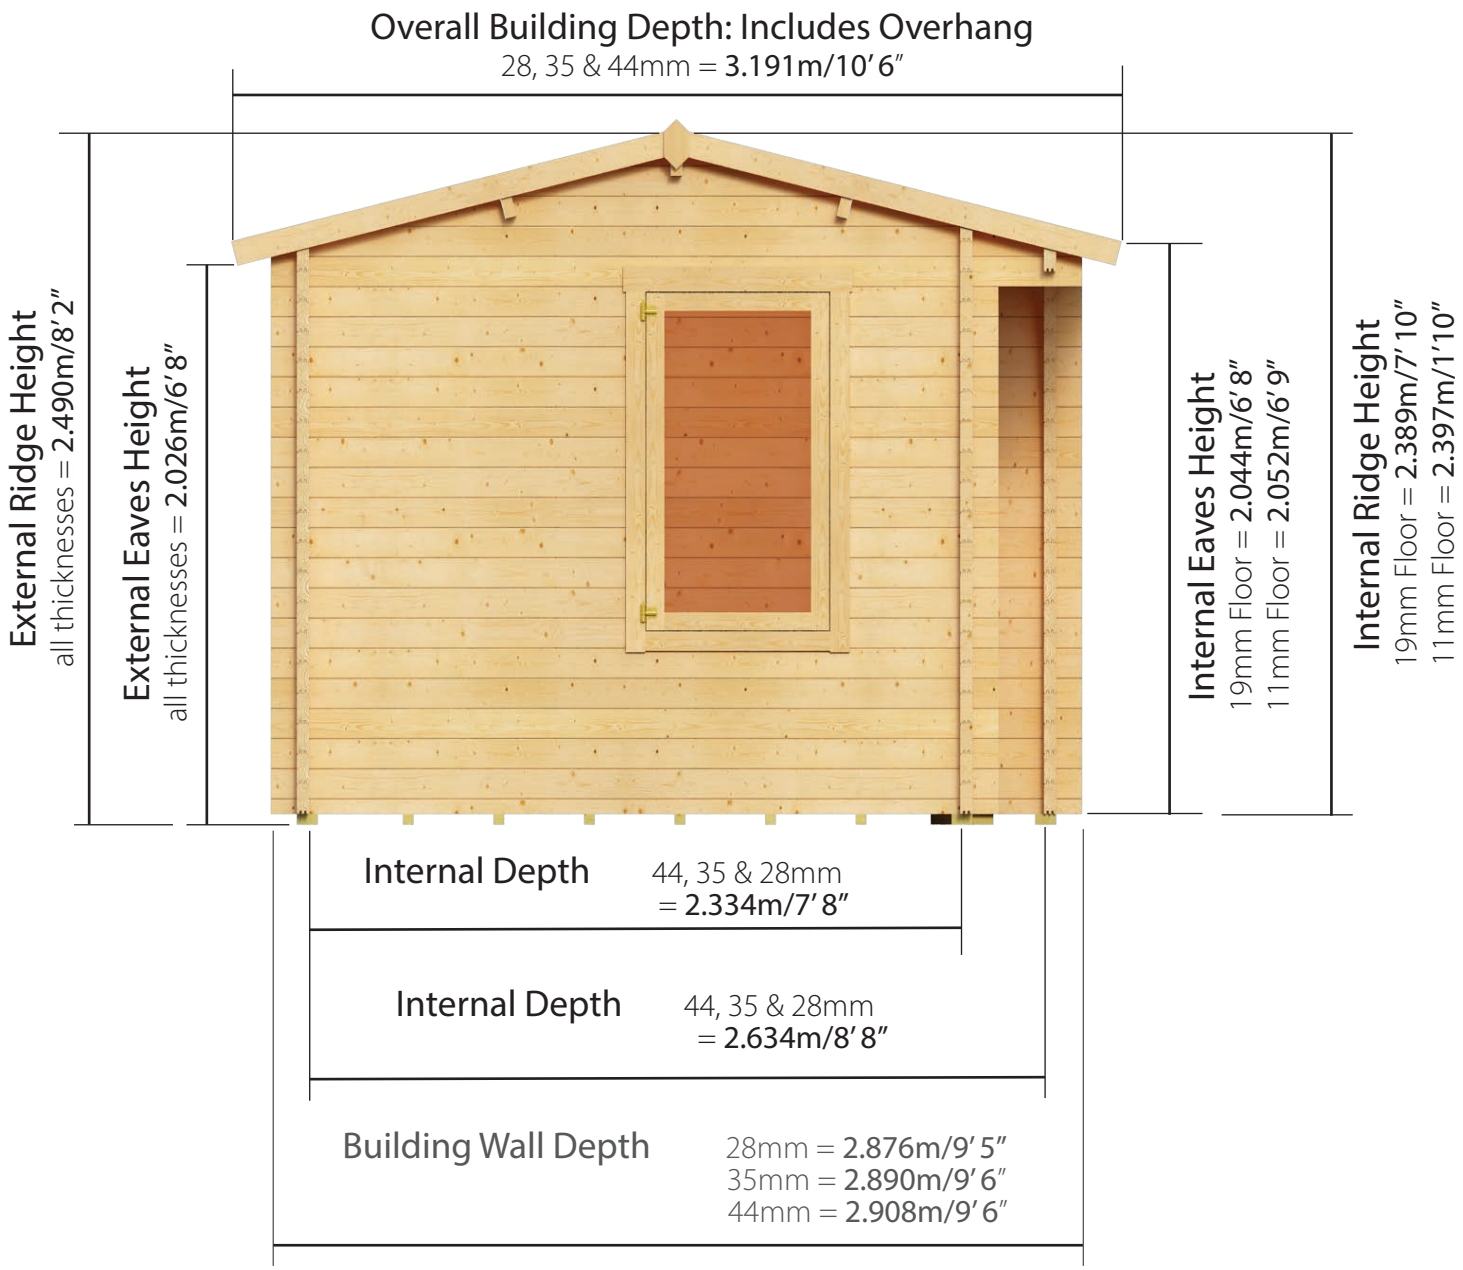 Overall Building Depth: Includes Overhang
28, 35 & 44mm = 3.191m/10' 6"
External Ridge Height
all thicknesses = 2.490m/8' 2"
External Eaves Height
all thicknesses = 2.026m/6' 8"
Internal Eaves Height
19mm Floor = 2.044m/6' 8"
11mm Floor = 2.052m/6' 9"
Internal Ridge Height
19mm Floor = 2.389m/7' 10"
11mm Floor = 2.397m/1'10"
Internal Depth 44, 35 & 28mm
= 2.334m/7' 8"
Internal Depth 44, 35 & 28mm
= 2.634m/8' 8"
Building Wall Depth 28mm = 2.876m/9' 5"
35mm = 2.890m/9' 6"
44mm = 2.908m/9' 6"